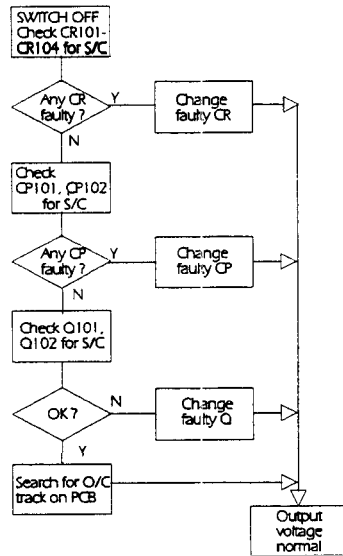 SWITCH OFF
Check CR101-
CR104 for S/C
Any CR
faulty ?
Y
Change
faulty CR
N
Check
CP101, CP102
for S/C
Any CP
faulty ?
Y
Change
faulty CP
N
Check Q101,
Q102 for S/C
OK ?
N
Change
faulty Q
Y
Search for O/C
track on PCB
Output
voltage
normal